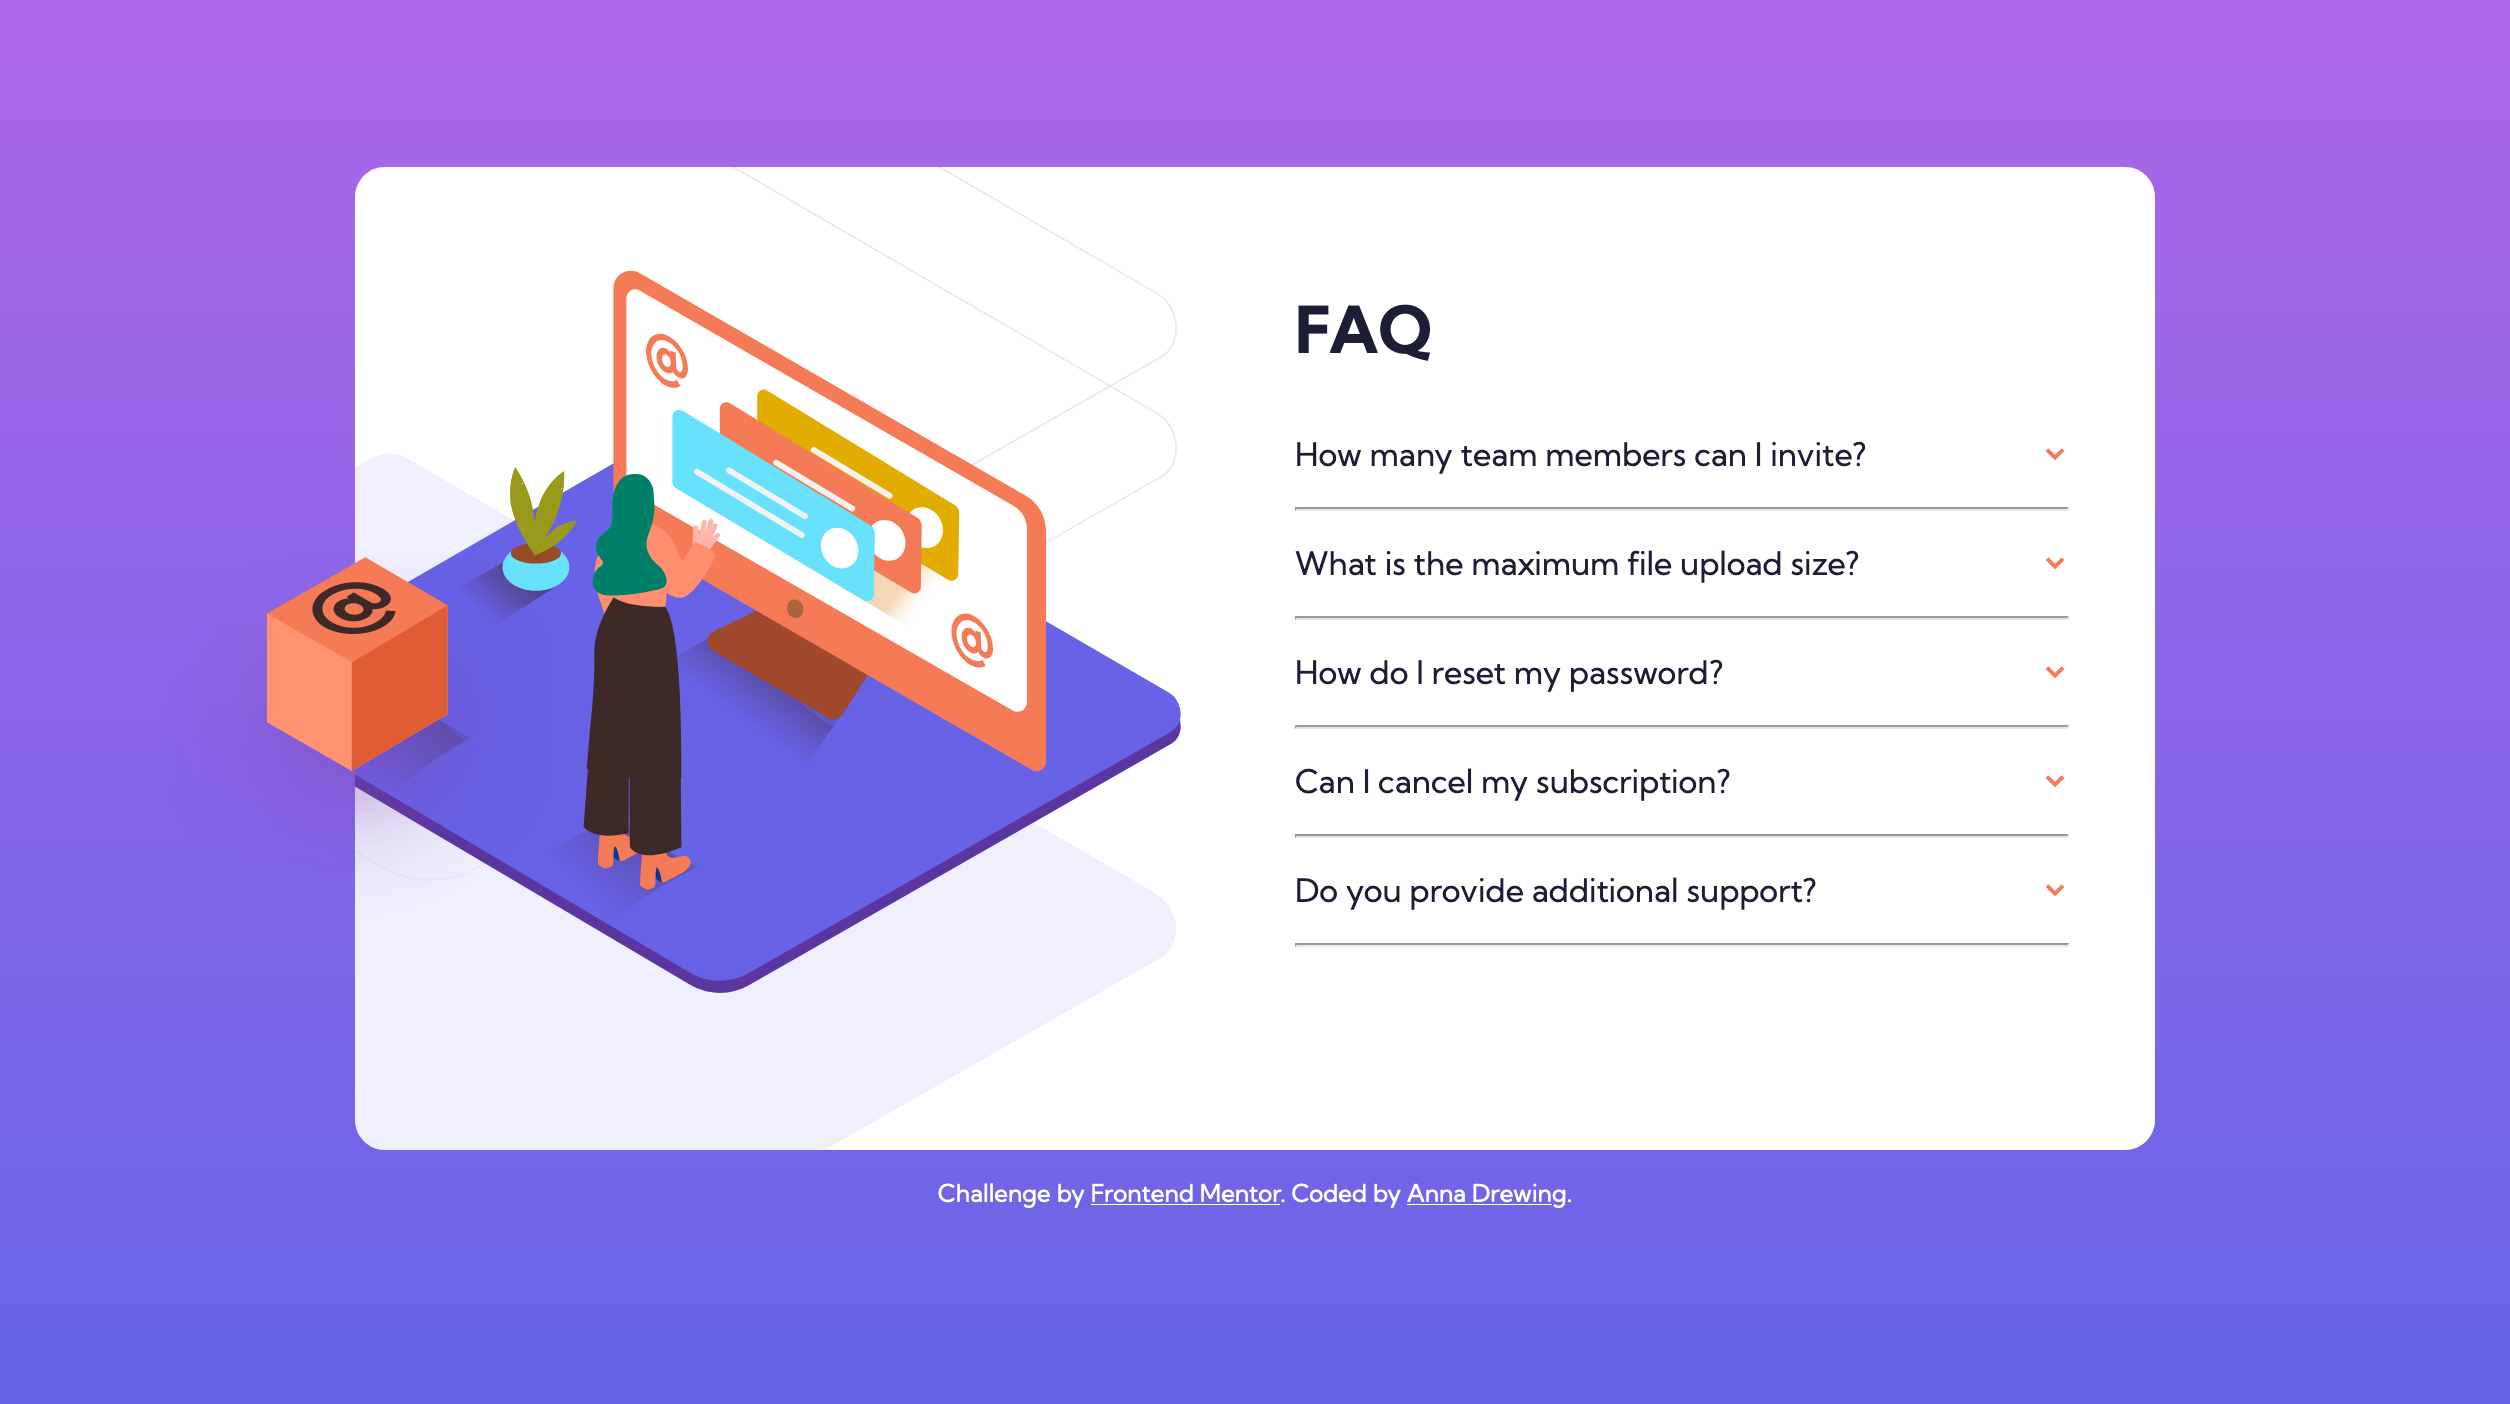 @
@
@
FAQ
How many team members can I invite?
What is the maximum file upload size?
How do I reset my password?
Can I cancel my subscription?
Do you provide additional support?
Challenge by Frontend Mentor. Coded by Anna Drewing.